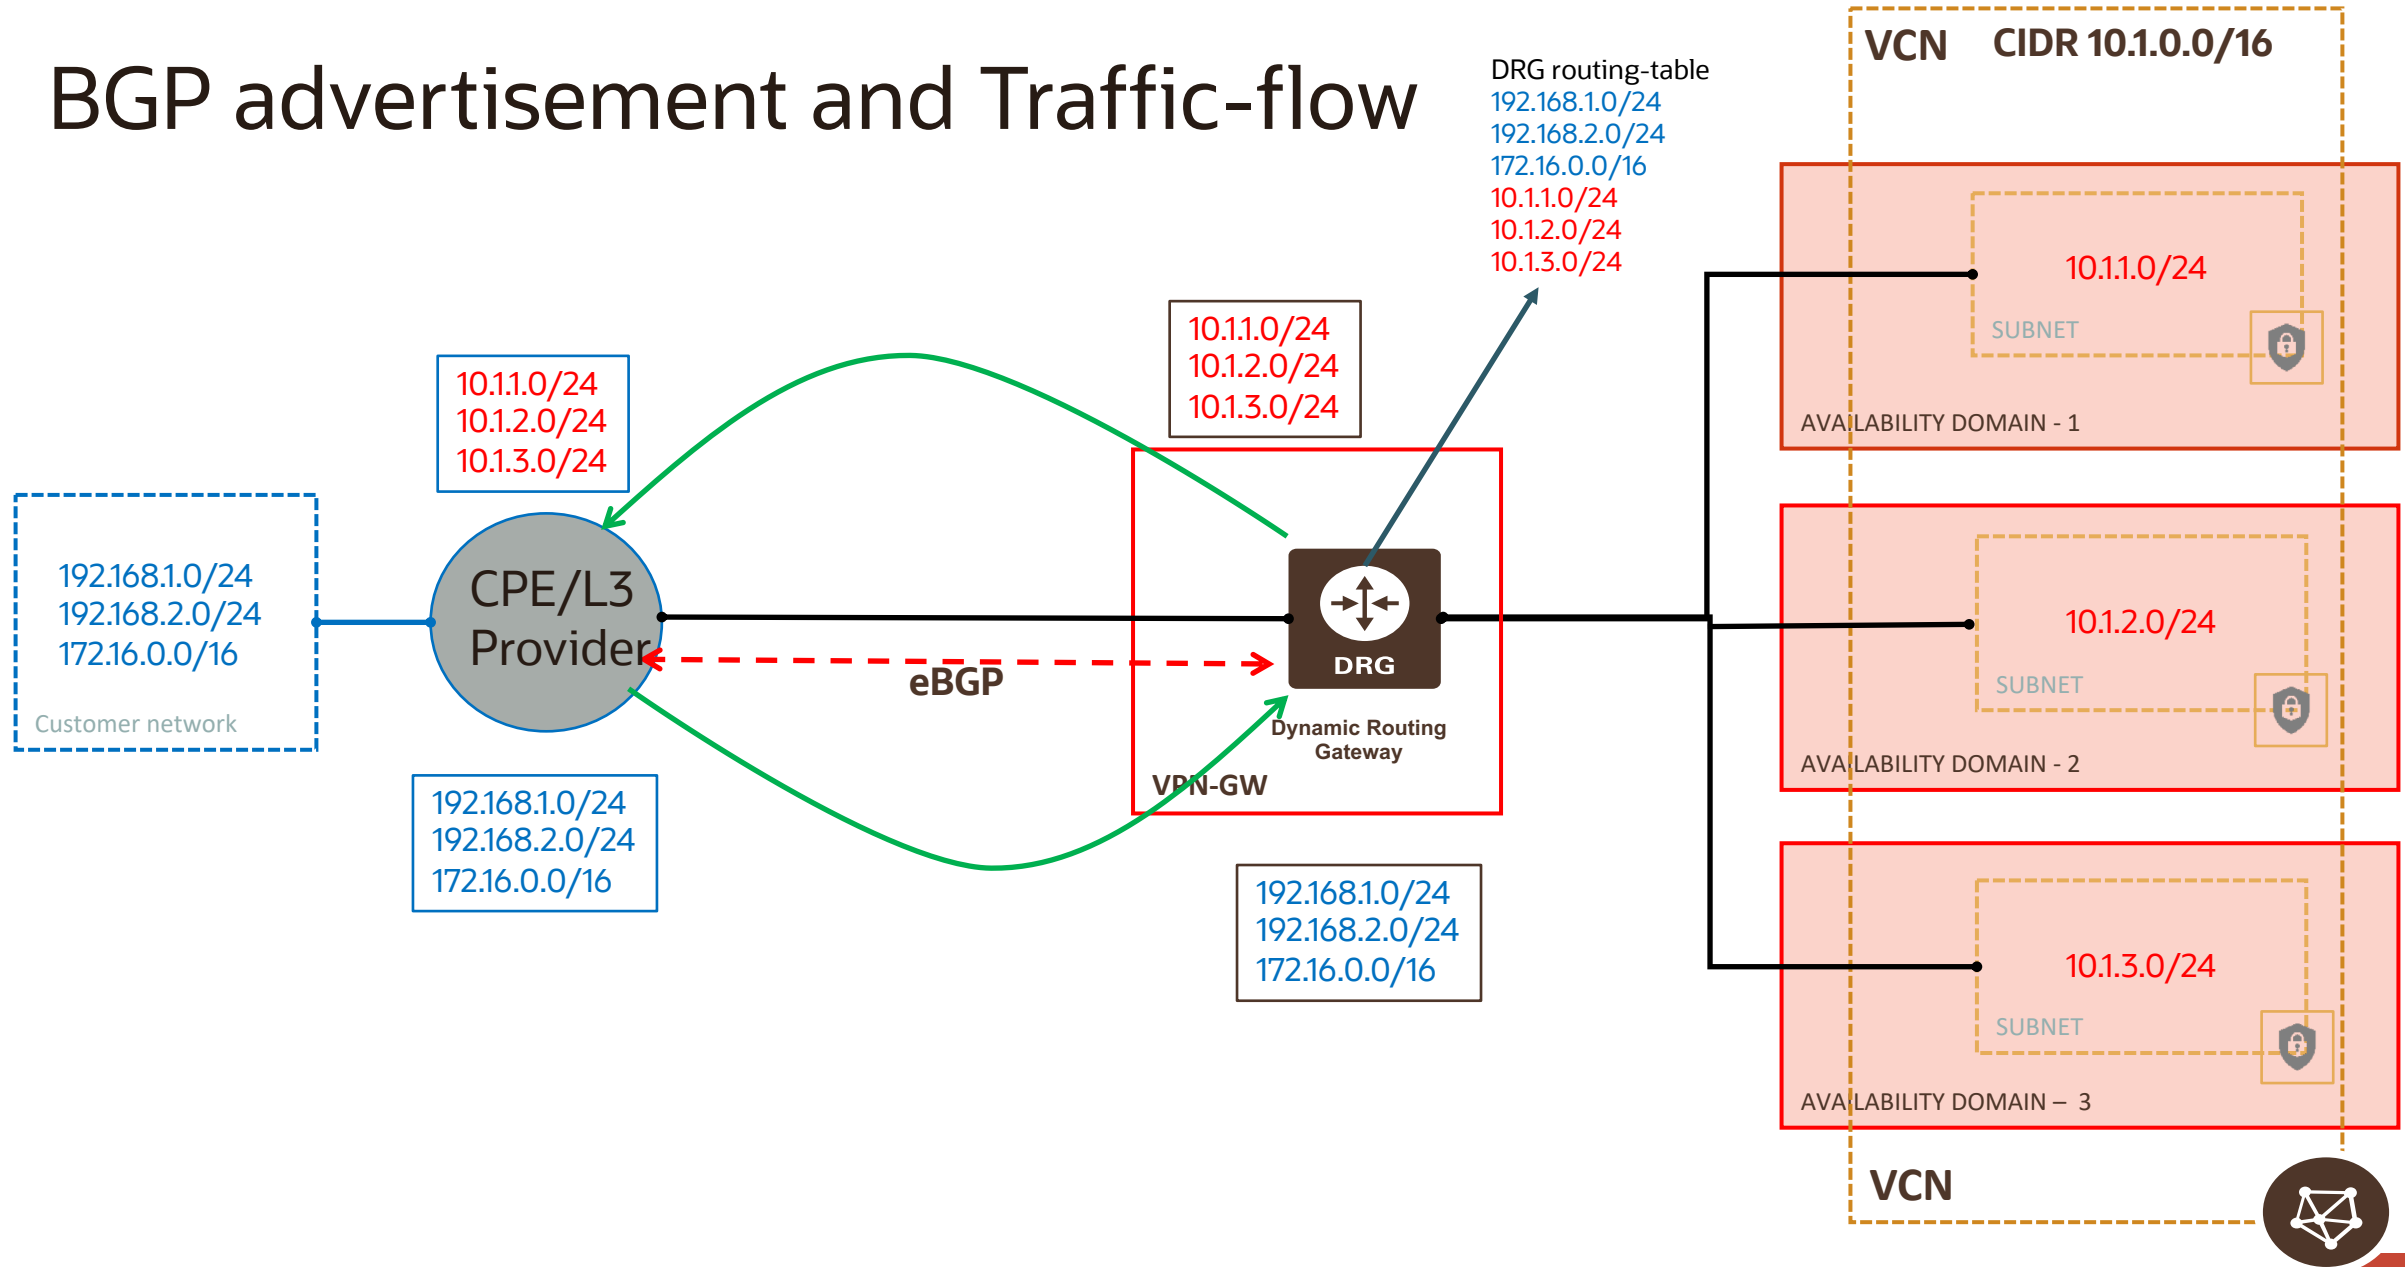 BGP advertisement and Traffic-flow
DRG routing-table
192.168.1.0/24
192.168.2.0/24
172.16.0.0/16
10.1.1.0/24
10.1.2.0/24
10.1.3.0/24
VCN CIDR 10.1.0.0/16
10.1.1.0/24
SUBNET
AVAILABILITY DOMAIN - 1
10.1.1.0/24
10.1.2.0/24
10.1.3.0/24
10.1.1.0/24
10.1.2.0/24
10.1.3.0/24
192.168.1.0/24
192.168.2.0/24
172.16.0.0/16
Customer network
CPE/L3
Provider
eBGP
DRG
Dynamic Routing
Gateway
VPN-GW
10.1.2.0/24
SUBNET
AVAILABILITY DOMAIN - 2
192.168.1.0/24
192.168.2.0/24
172.16.0.0/16
192.168.1.0/24
192.168.2.0/24
172.16.0.0/16
10.1.3.0/24
SUBNET
AVAILABILITY DOMAIN – 3
VCN